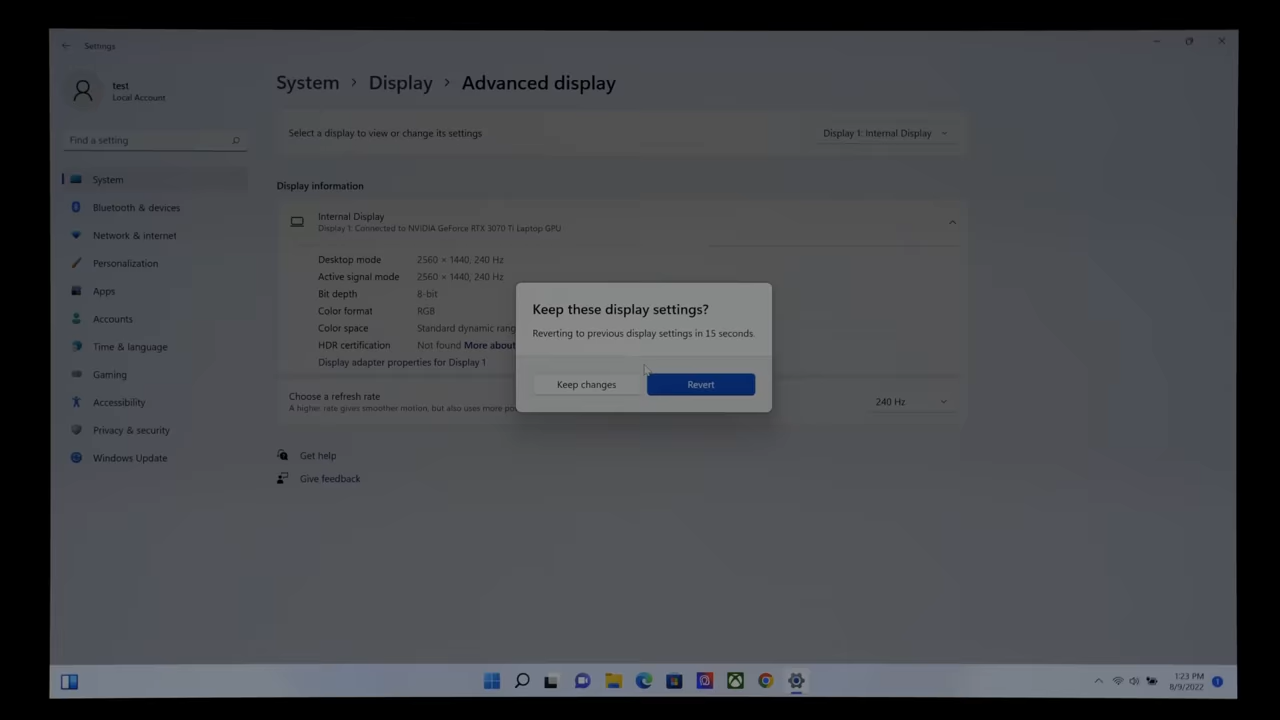 Settings
test
Local Account
Find a setting
System
Bluetooth & devices
Network & internet
Personalization
Apps
Accounts
Time & language
Gaming
Accessibility
Privacy & security
Windows Update
System > Display > Advanced display
Select a display to view or change its settings
Display 1: Internal Display
Display information
Internal Display
Display 1: Connected to NVIDIA GeForce RTX 3070 Ti Laptop GPU
Desktop mode 2560 × 1440, 240 Hz
Active signal mode 2560 × 1440, 240 Hz
Bit depth 8-bit
Color format RGB
Color space Standard dynamic rang
HDR certification Not found More about
Display adapter properties for Display 1
Choose a refresh rate
A higher rate gives smoother motion, but also uses more po
240 Hz
Get help
Give feedback
Keep these display settings?
Reverting to previous display settings in 15 seconds.
Keep changes
Revert
1:23 PM
8/9/2022
1